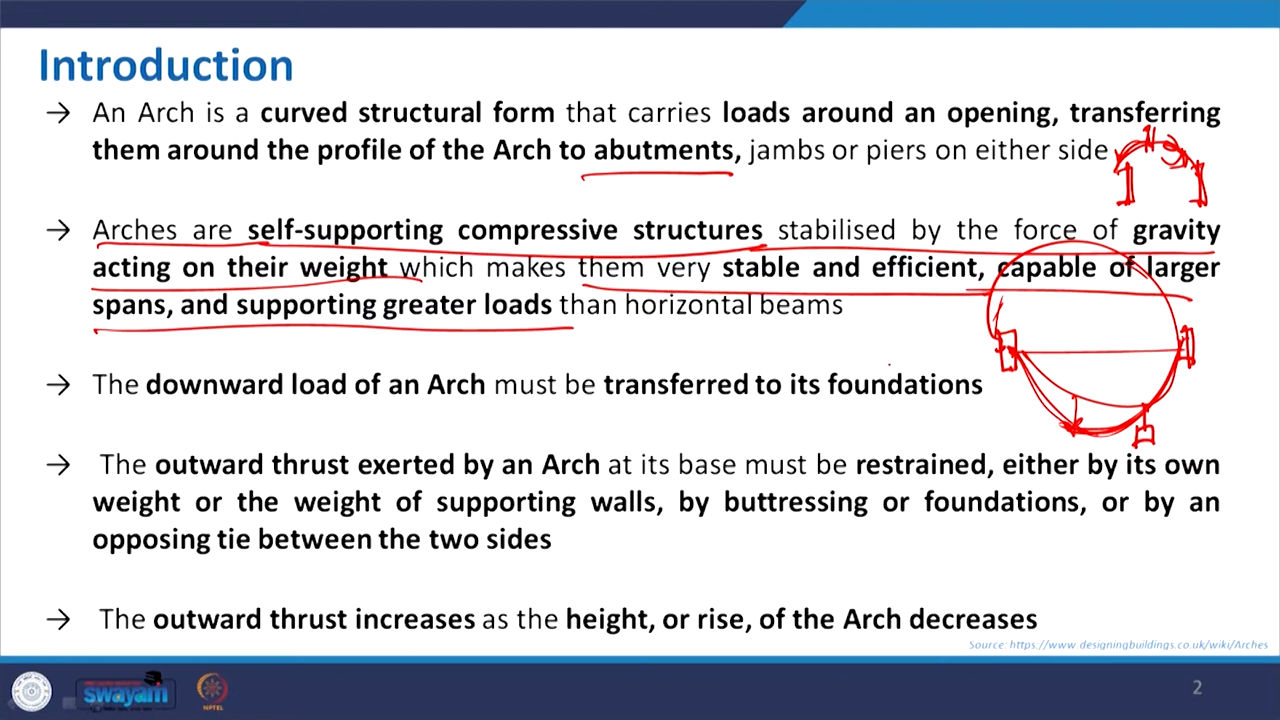 Introduction
→ An Arch is a curved structural form that carries loads around an opening, transferring
them around the profile of the Arch to abutments, jambs or piers on either side
→ Arches are self-supporting compressive structures stabilised by the force of gravity
acting on their weight which makes them very stable and efficient, capable of larger
spans, and supporting greater loads than horizontal beams
→ The downward load of an Arch must be transferred to its foundations
→ The outward thrust exerted by an Arch at its base must be restrained, either by its own
weight or the weight of supporting walls, by buttressing or foundations, or by an
opposing tie between the two sides
→ The outward thrust increases as the height, or rise, of the Arch decreases
Source: https://www.designingbuildings.co.uk/wiki/Arches
swayam
NPTEL
2